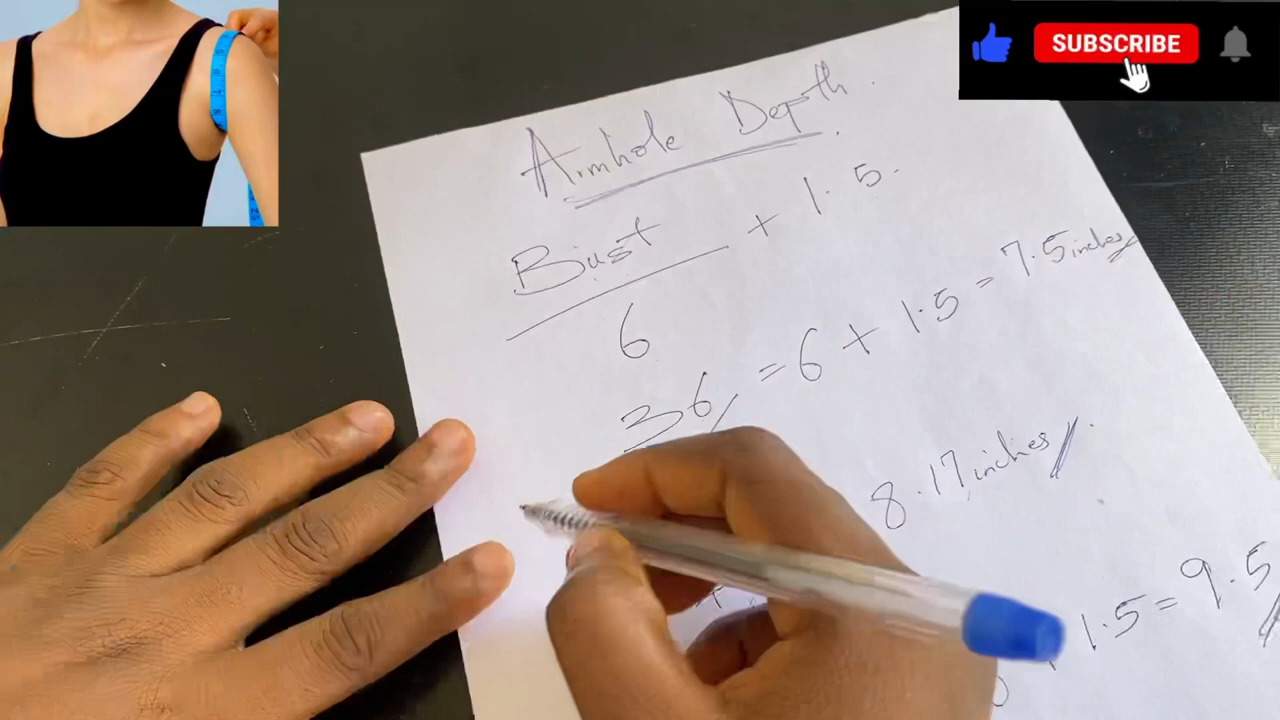 SUBSCRIBE
Armhole Depth.
Bust + 1.5.
6
36 = 6 + 1.5 = 7.5 inches
8.17 inches
1.5 = 9.5